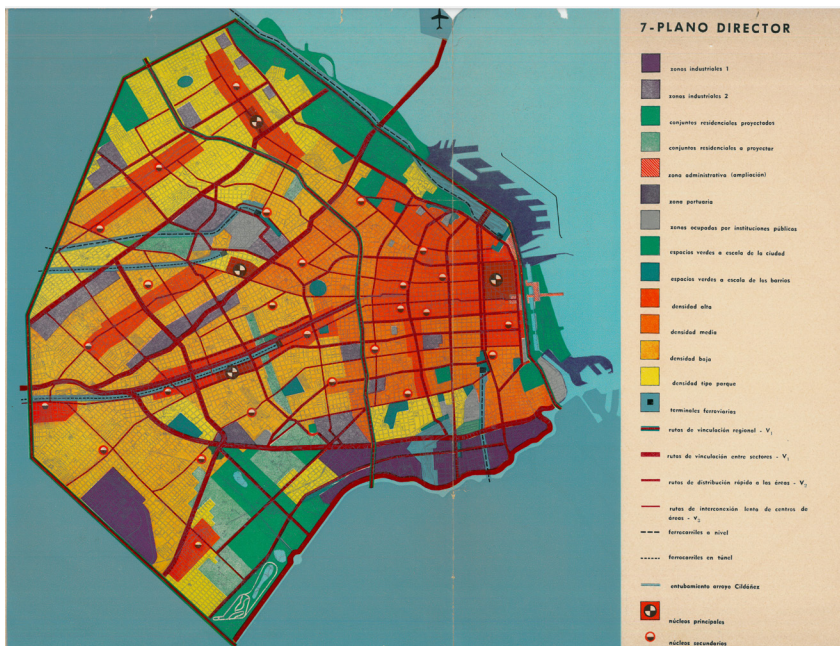 7-PLANO DIRECTOR
zonas industriales 1
zonas industriales 2
conjuntos residenciales proyectados
conjuntos residenciales a proyectar
zona administrativa (ampliación)
zona portuaria
zonas ocupadas por instituciones públicas
espacios verdes a escala de la ciudad
espacios verdes a escala de los barrios
densidad alta
densidad media
densidad baja
densidad tipo parque
terminales ferroviarias
rutas de vinculación regional - V₁
rutas de vinculación entre sectores - V₁
rutas de distribución rápida a las áreas - V₂
rutas de interconexión lenta de centros de
áreas - V₃
ferrocarriles a nivel
ferrocarriles en túnel
entubamiento arroyo Cildáñez
núcleos principales
núcleos secundarios